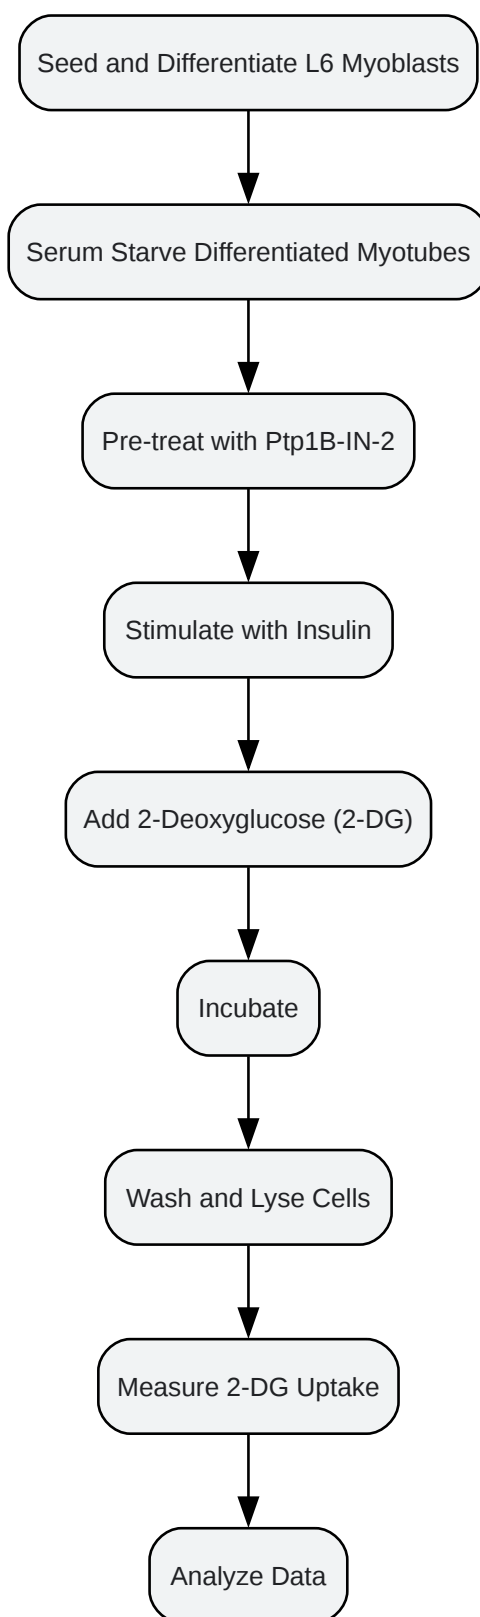 Seed and Differentiate L6 Myoblasts
Serum Starve Differentiated Myotubes
Pre-treat with Ptp1B-IN-2
Stimulate with Insulin
Add 2-Deoxyglucose (2-DG)
Incubate
Wash and Lyse Cells
Measure 2-DG Uptake
Analyze Data